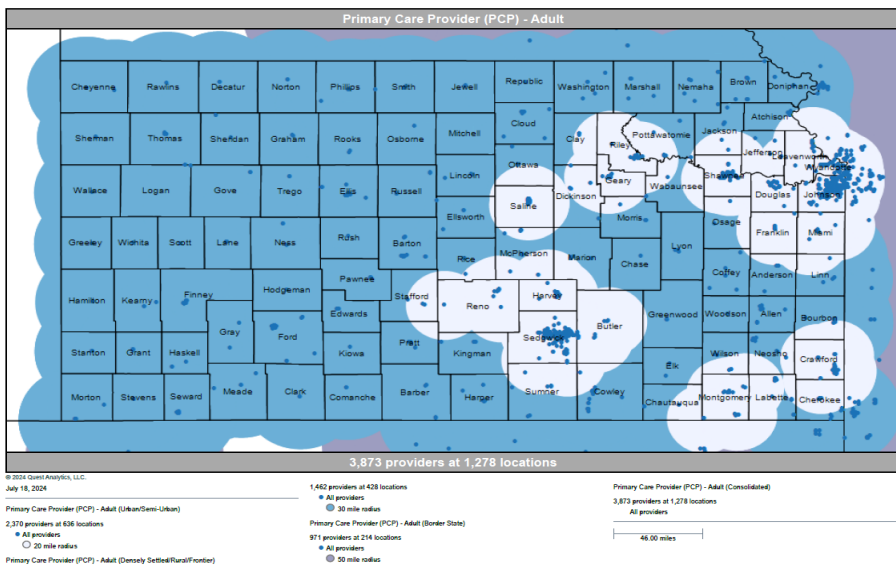 Primary Care Provider (PCP) - Adult
Cheyenne Rawlins Decatur Norton Phillips Smith Jewell Republic Washington Marshall Nemaha Brown Doniphan
Atchison
Sherman Thomas Sheridan Graham Rooks Osborne Mitchell Cloud Clay Riley Pottawatomie Jackson Jefferson Leavenworth
Wyandotte
Wallace Logan Gove Trego Ellis Russell Lincoln Ottawa Saline Dickinson Geary Wabaunsee Shawnee Douglas Johnson
Greeley Wichita Scott Lane Ness Rush Barton Ellsworth McPherson Marion Morris Chase Lyon Osage Franklin Miami
Rice
Hamilton Kearny Finney Hodgeman Pawnee Stafford Reno Harvey Coffey Anderson Linn
Gray Ford Edwards Sedgwick Butler Greenwood Woodson Allen Bourbon
Stanton Grant Haskell Kiowa Pratt Kingman Elk Wilson Neosho Crawford
Morton Stevens Seward Meade Clark Comanche Barber Harper Sumner Cowley Chautauqua Montgomery Labette Cherokee
3,873 providers at 1,278 locations
© 2024 Quest Analytics, LLC.
July 18, 2024
Primary Care Provider (PCP) - Adult (Urban/Semi-Urban)
2,370 providers at 636 locations
All providers
20 mile radius
Primary Care Provider (PCP) - Adult (Densely Settled/Rural/Frontier)
1,462 providers at 428 locations
All providers
30 mile radius
Primary Care Provider (PCP) - Adult (Border State)
971 providers at 214 locations
All providers
50 mile radius
Primary Care Provider (PCP) - Adult (Consolidated)
3,873 providers at 1,278 locations
All providers
46.00 miles